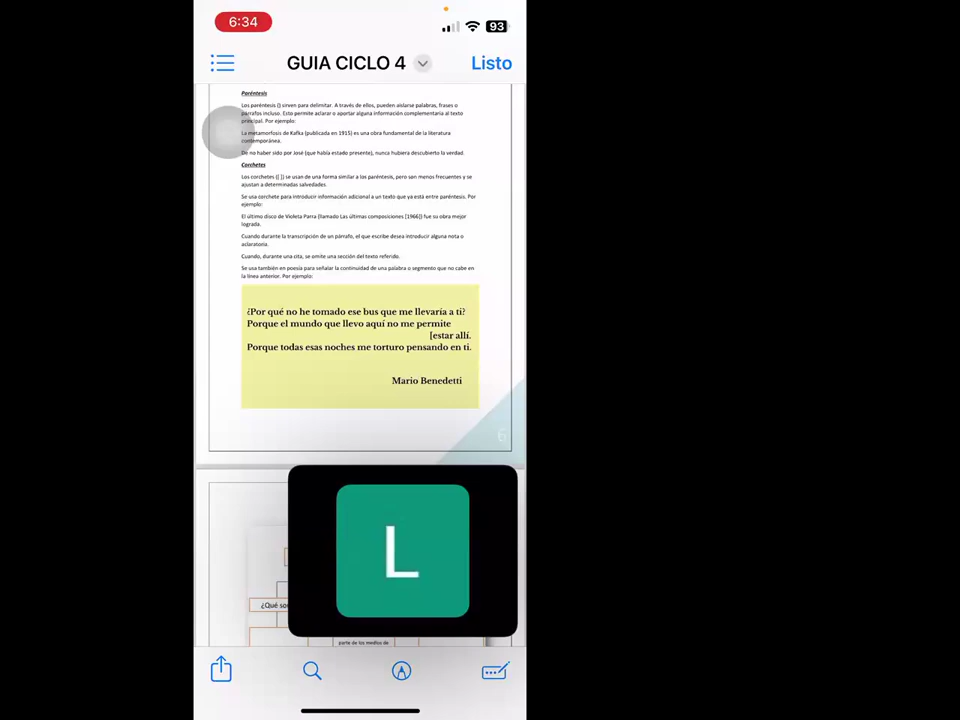 6:34
93
GUIA CICLO 4
Listo
Paréntesis
Los paréntesis () sirven para delimitar. A través de ellos, pueden aislarse palabras, frases o
párrafos incluso. Esto permite aclarar o aportar alguna información complementaria al texto
principal. Por ejemplo:
La metamorfosis de Kafka (publicada en 1915) es una obra fundamental de la literatura
contemporánea.
De no haber sido por José (que había estado presente), nunca hubiera descubierto la verdad.
Corchetes
Los corchetes ([ ]) se usan de una forma similar a los paréntesis, pero son menos frecuentes y se
ajustan a determinadas salvedades
Se usa corchete para introducir información adicional a un texto que ya está entre paréntesis. Por
ejemplo:
El último disco de Violeta Parra (llamado Las últimas composiciones [1966]) fue su obra mejor
lograda.
Cuando durante la transcripción de un párrafo, el que escribe desea introducir alguna nota o
aclaratoria.
Cuando, durante una cita, se omite una sección del texto referido.
Se usa también en poesía para señalar la continuidad de una palabra o segmento que no cabe en
la línea anterior. Por ejemplo:
¿Por qué no he tomado ese bus que me llevaría a ti?
Porque el mundo que llevo aquí no me permite
[estar allí.
Porque todas esas noches me torturo pensando en ti.
Mario Benedetti
6
L
¿Qué so
parte de los medios de